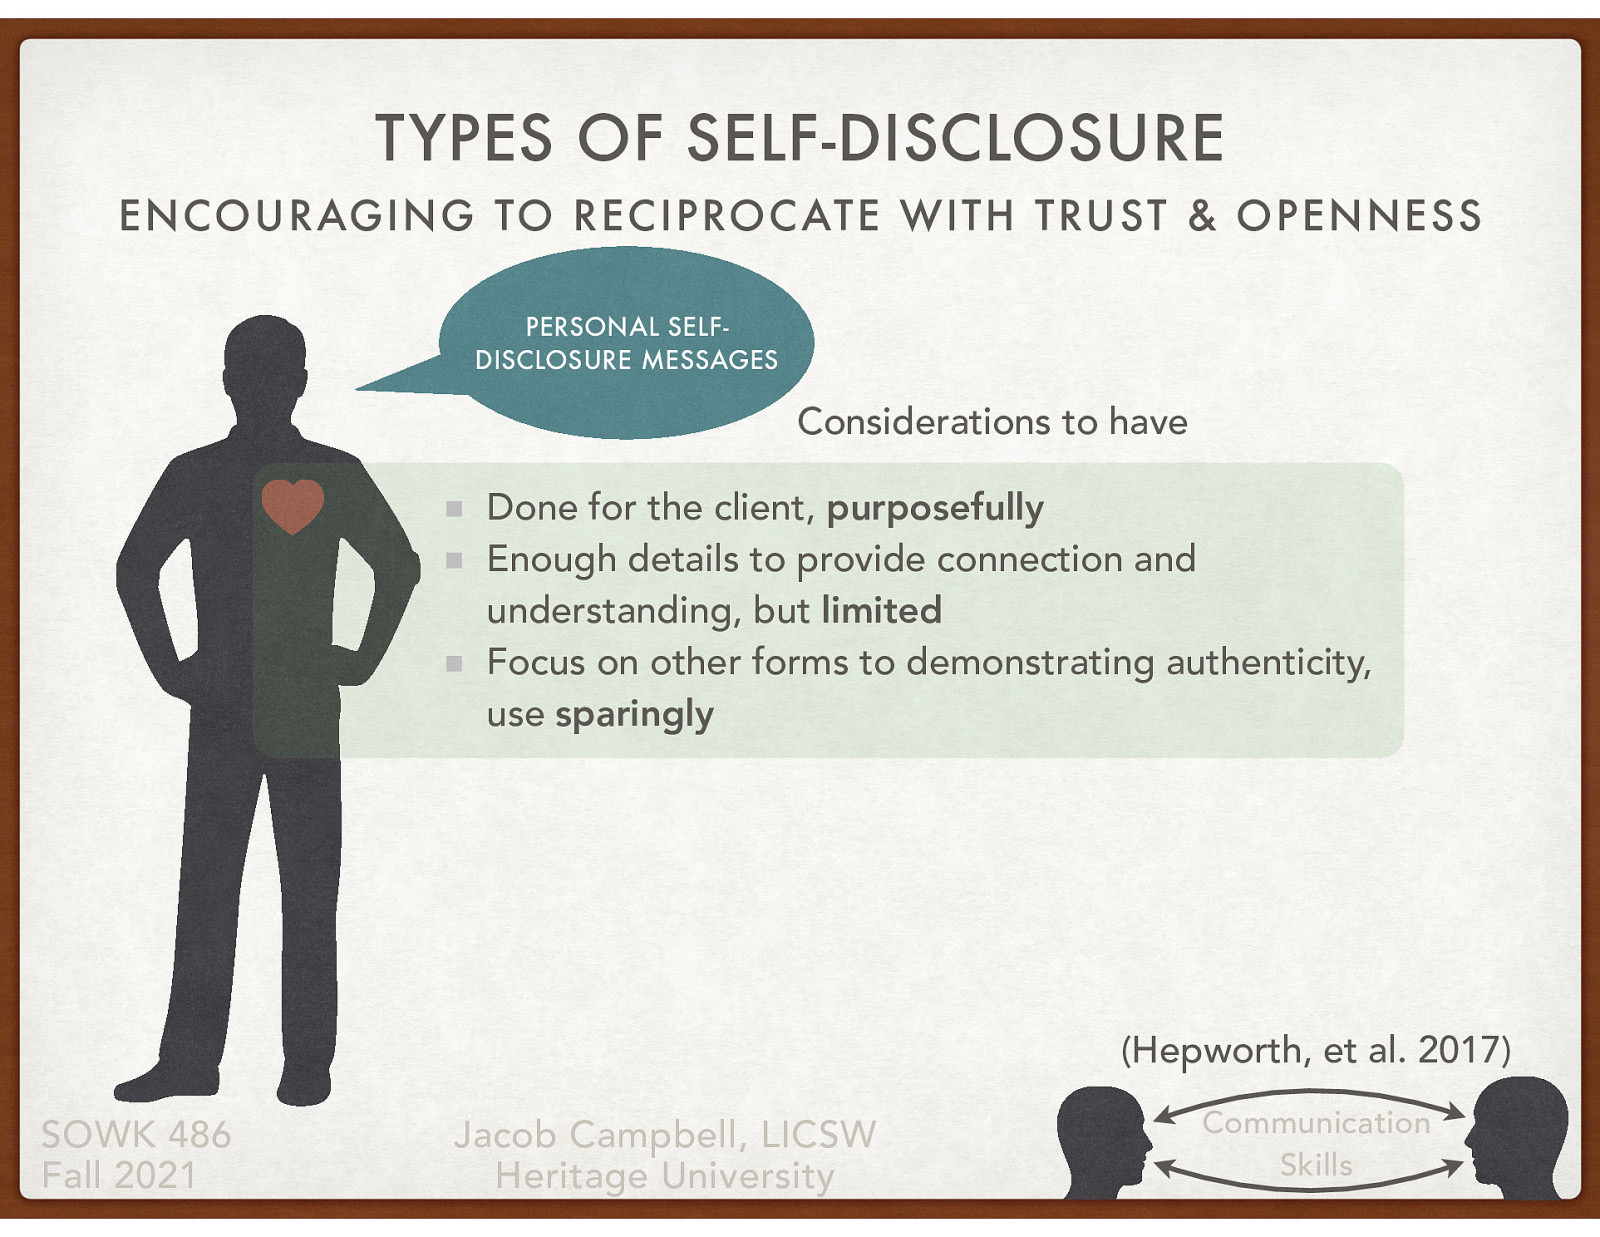 TYPES OF SELF-DISCLOSURE
ENCOURAGING TO RECIPROCATE WITH TRUST & OPENNESS
PERSONAL SELF-
DISCLOSURE MESSAGES
Considerations to have
Done for the client, purposefully
Enough details to provide connection and
understanding, but limited
Focus on other forms to demonstrating authenticity,
use sparingly
(Hepworth, et al. 2017)
SOWK 486
Fall 2021
Jacob Campbell, LICSW
Heritage University
Communication
Skills